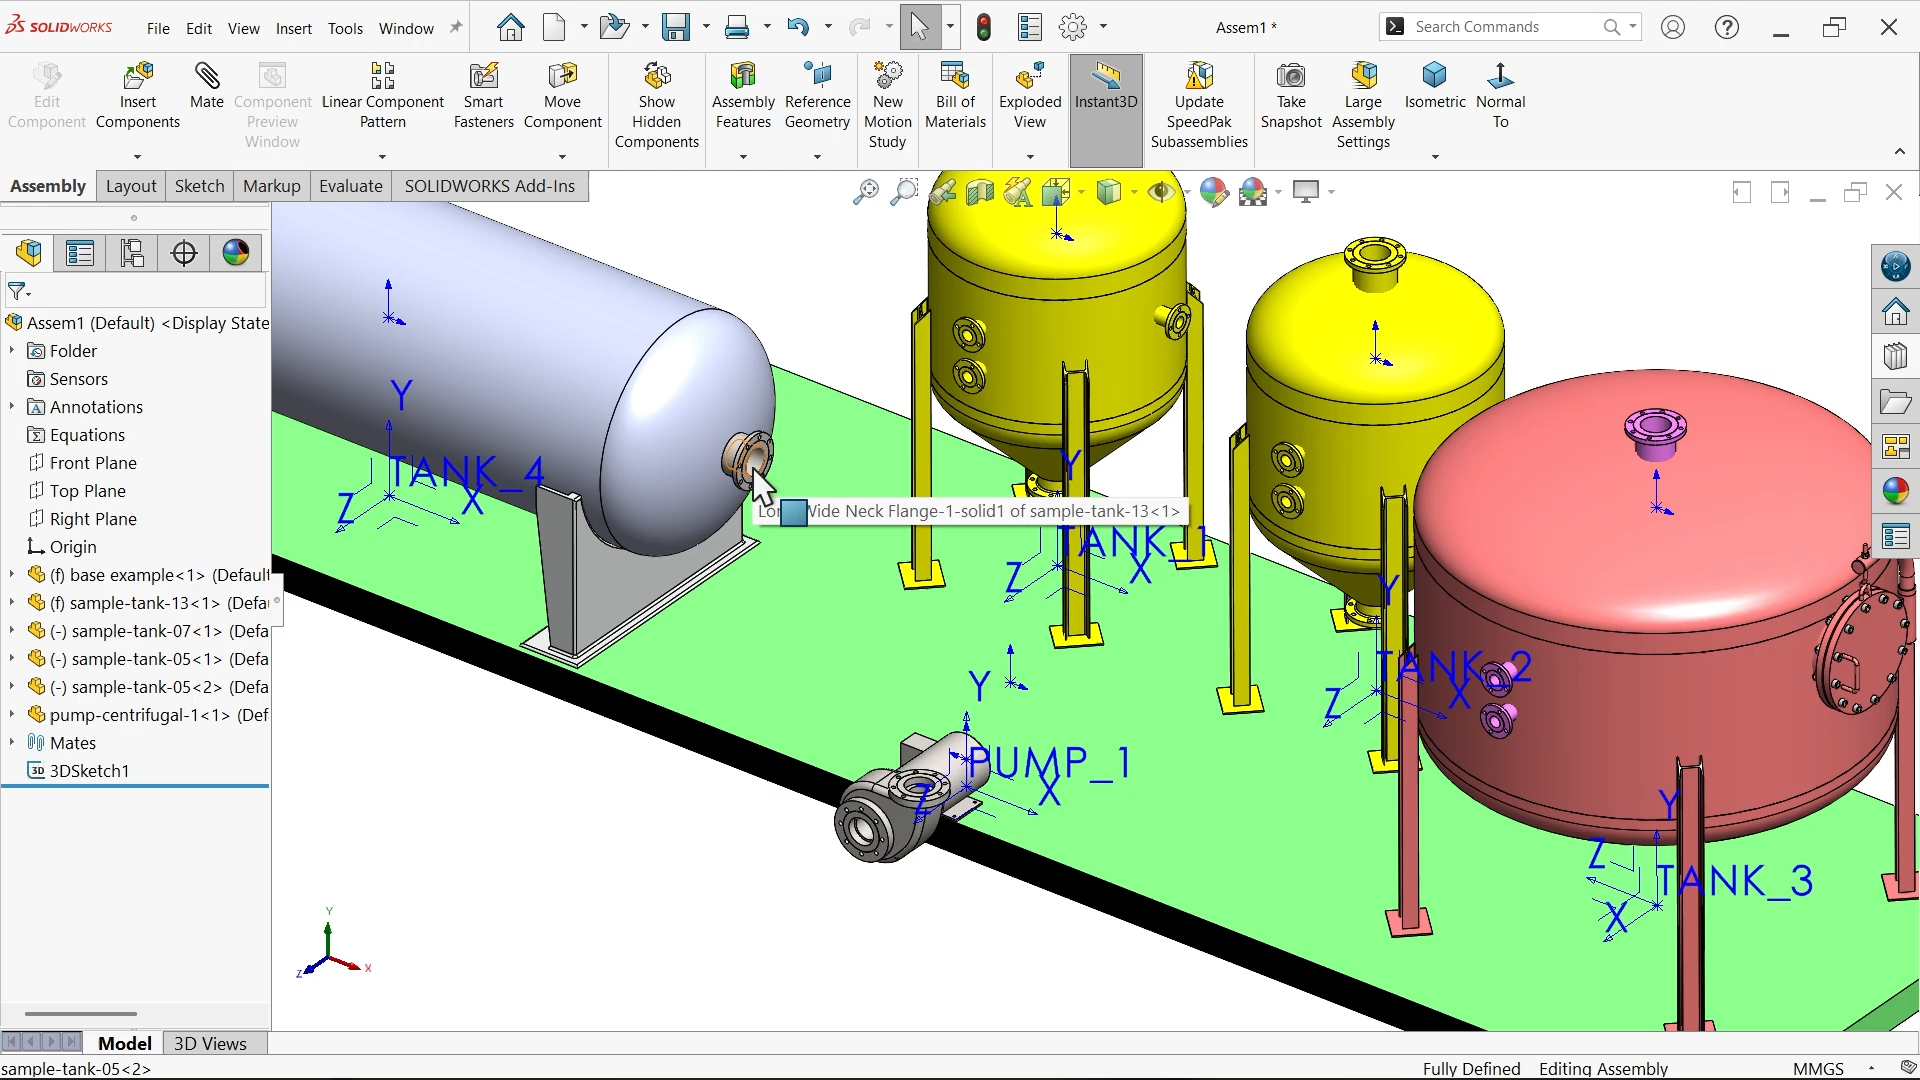 SOLIDWORKS File Edit View Insert Tools Window
Assem1 *
Search Commands
Edit Component
Insert Components
Mate
Component Preview Window
Linear Component Pattern
Smart Fasteners
Move Component
Show Hidden Components
Assembly Features
Reference Geometry
New Motion Study
Bill of Materials
Exploded View
Instant3D
Update SpeedPak Subassemblies
Take Snapshot
Large Assembly Settings
Isometric
Normal To
Assembly Layout Sketch Markup Evaluate SOLIDWORKS Add-Ins
Assem1 (Default) <Display State
Folder
Sensors
Annotations
Equations
Front Plane
Top Plane
Right Plane
Origin
(f) base example<1> (Default
(f) sample-tank-13<1> (Defa
(-) sample-tank-07<1> (Defa
(-) sample-tank-05<1> (Defa
(-) sample-tank-05<2> (Defa
pump-centrifugal-1<1> (Def
Mates
3D 3DSketch1
Y
TANK_4
Z X
Wide Neck Flange-1-solid1 of sample-tank-13<1>
Y
TANK_1
Z X
Y
TANK_2
Z X
Y
Y
PUMP_1
Z X
Y
Z
TANK_3
X
Y
Z X
Model 3D Views
sample-tank-05<2>
Fully Defined Editing Assembly MMGS